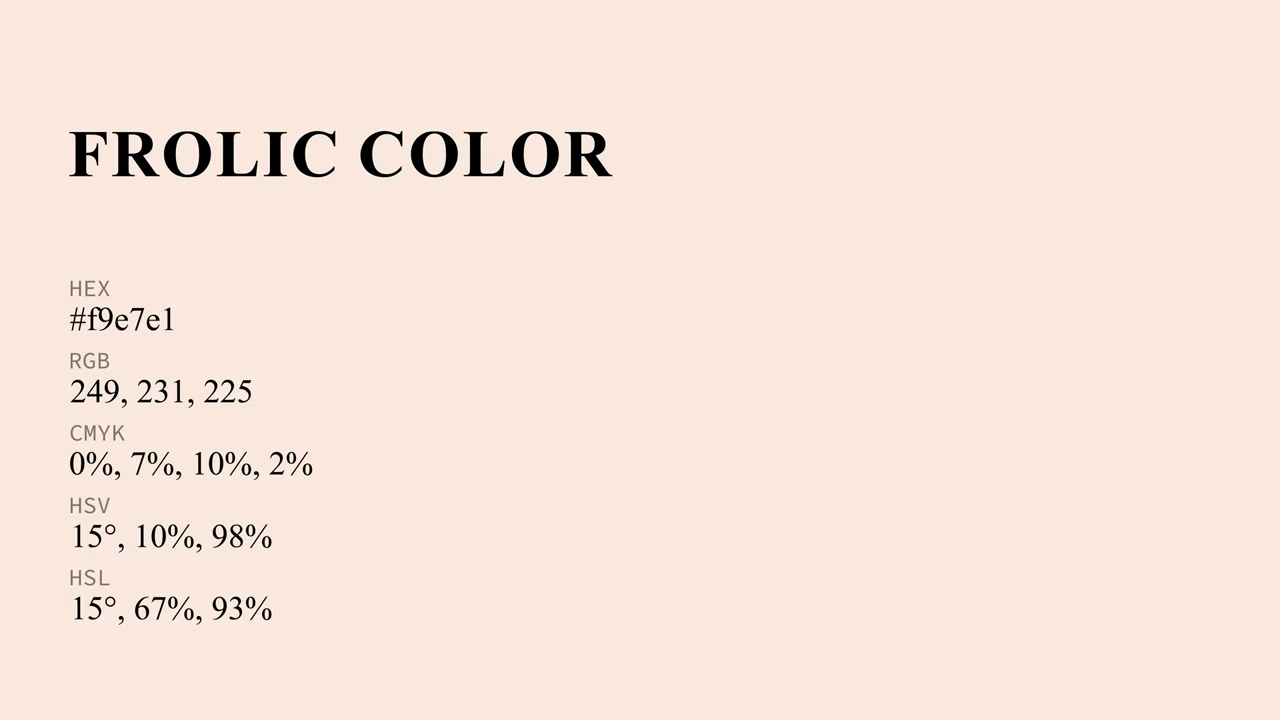 FROLIC COLOR
HEX
#f9e7e1
RGB
249, 231, 225
CMYK
0%, 7%, 10%, 2%
HSV
15°, 10%, 98%
HSL
15°, 67%, 93%